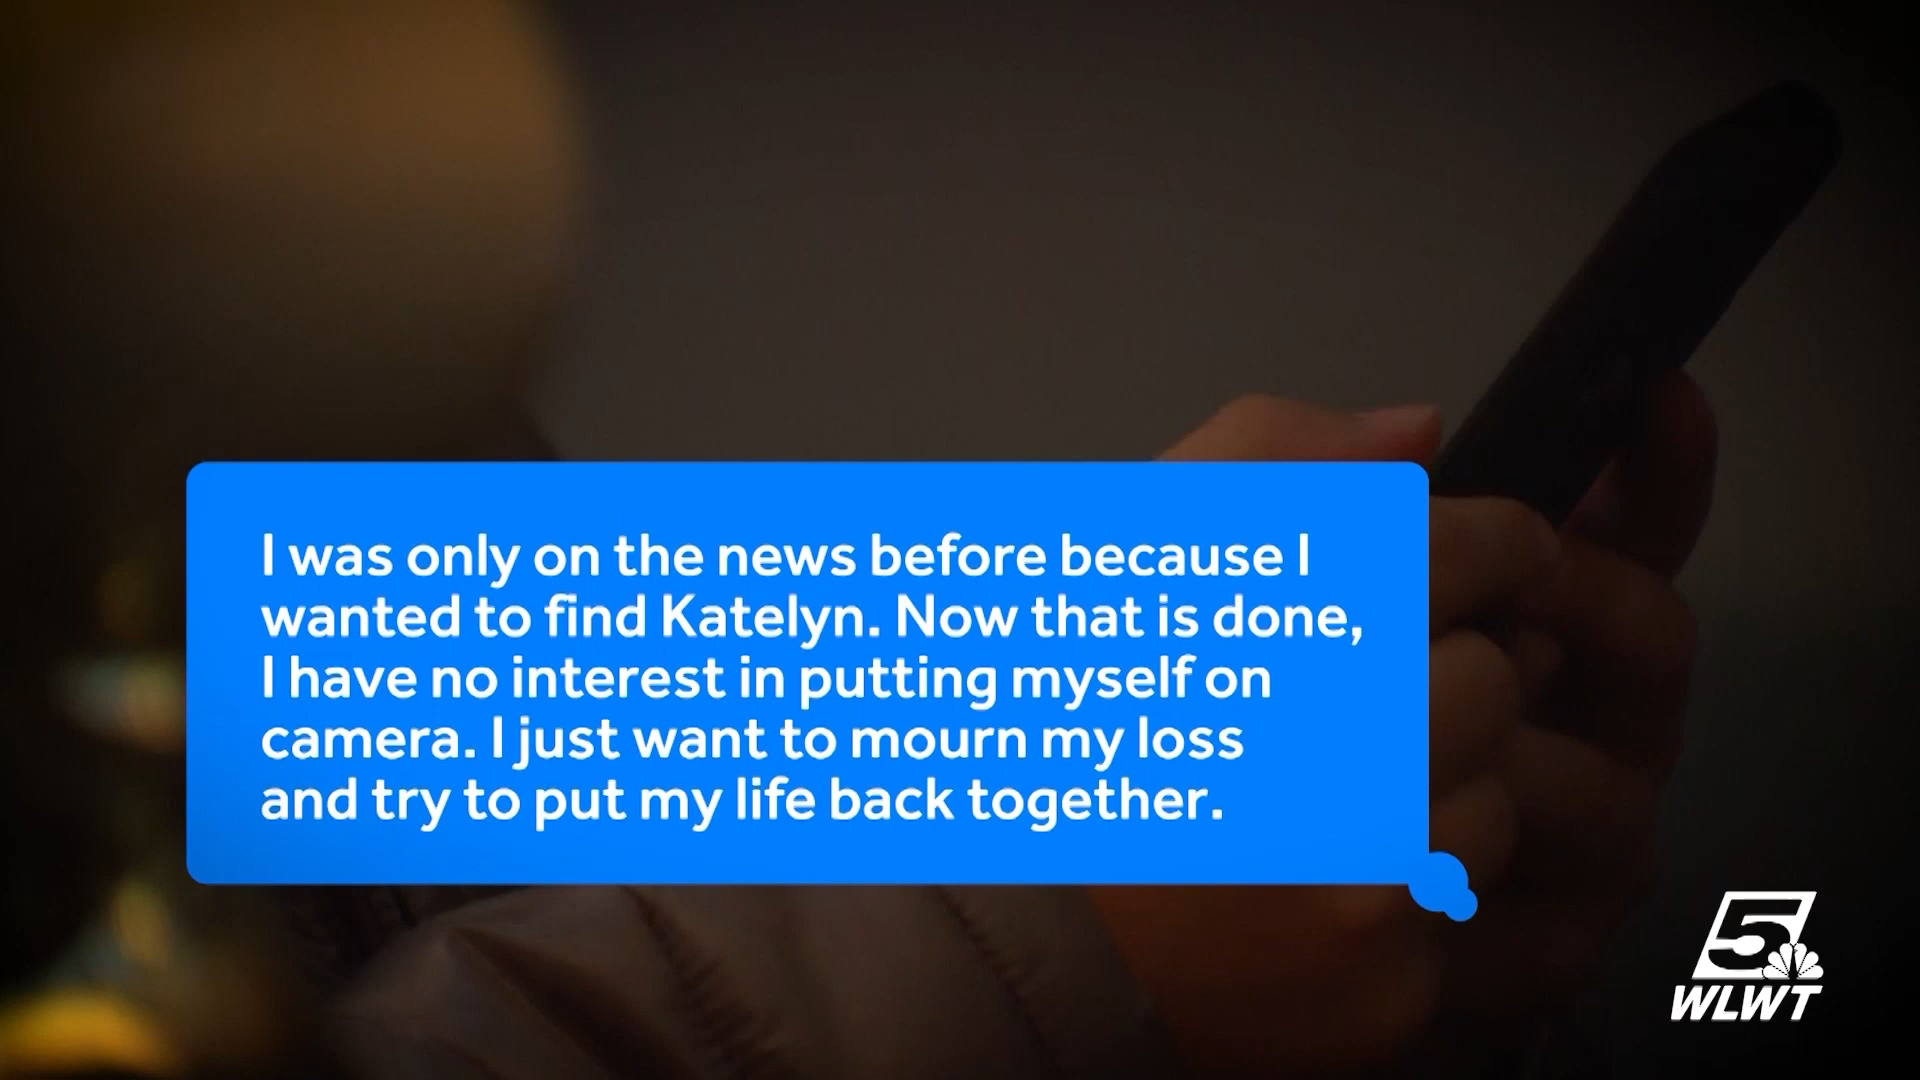 I was only on the news before because I
wanted to find Katelyn. Now that is done,
I have no interest in putting myself on
camera. I just want to mourn my loss
and try to put my life back together.
5
WLWT